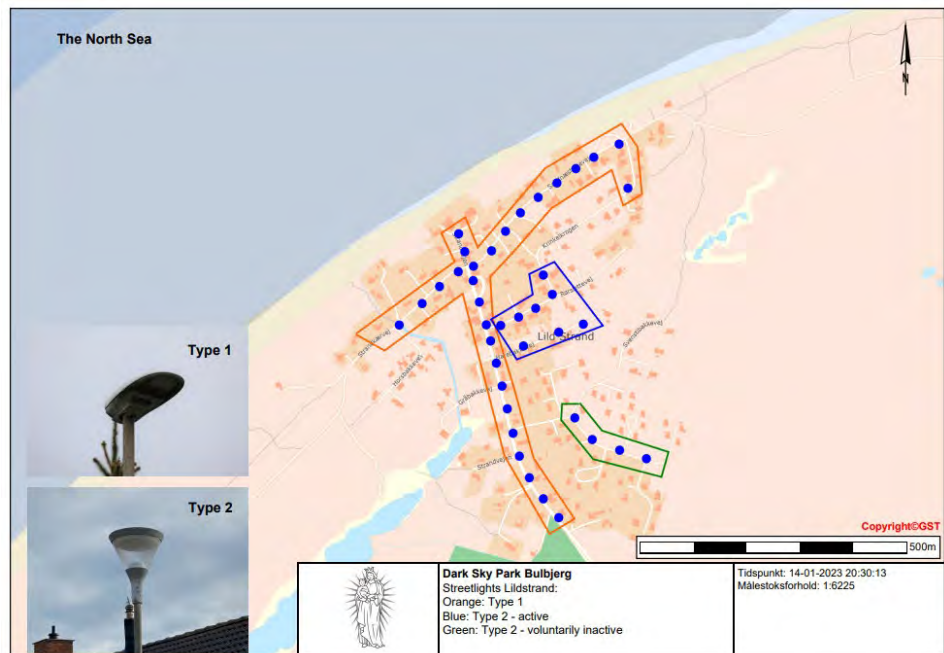 The North Sea
N
Krinkelkrogen
Lild Strand
Strandvejen
Type 1
Type 2
Copyright©GST
500m
Dark Sky Park Bulbjerg
Streetlights Lildstrand:
Orange: Type 1
Blue: Type 2 - active
Green: Type 2 - voluntarily inactive
Tidspunkt: 14-01-2023 20:30:13
Målestoksforhold: 1:6225